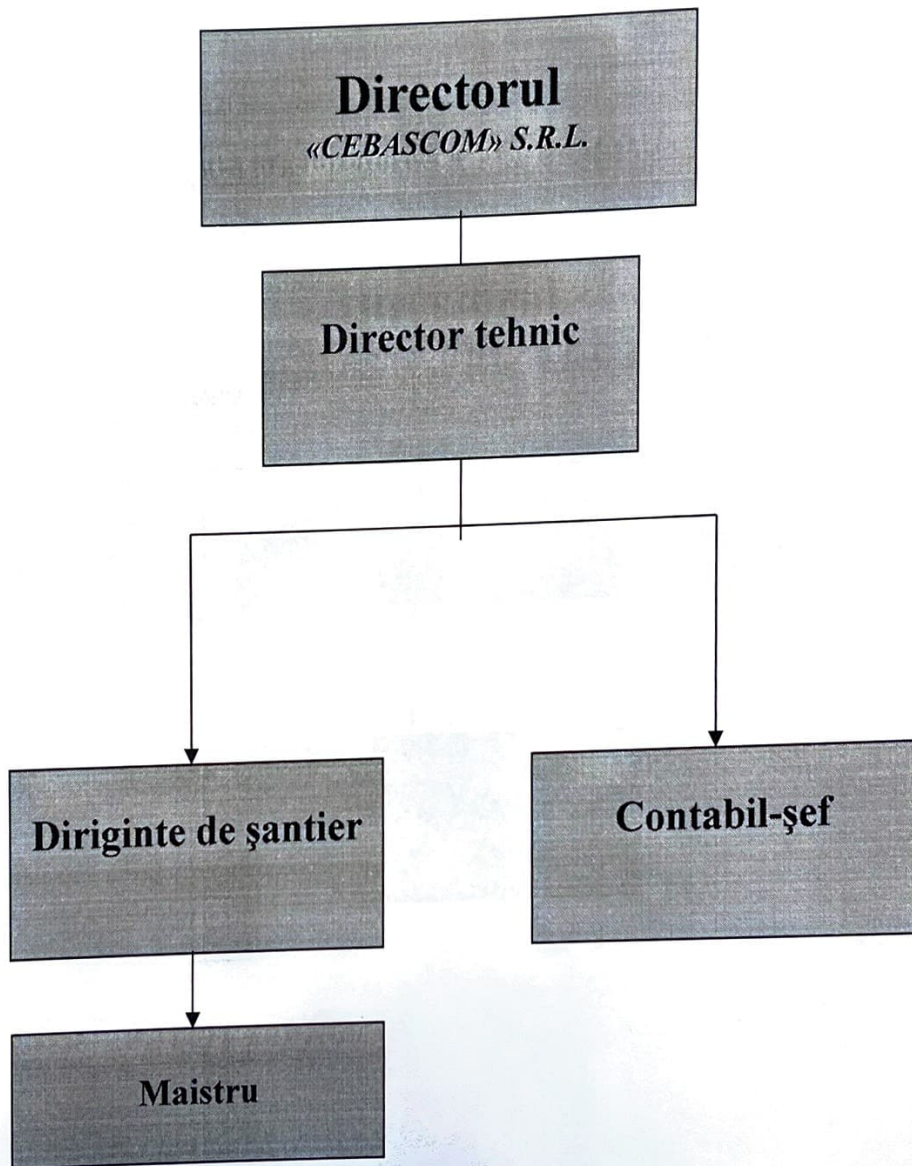 Directorul
«CEBASCOM» S.R.L.
Director tehnic
Diriginte de şantier
Contabil-şef
Maistru